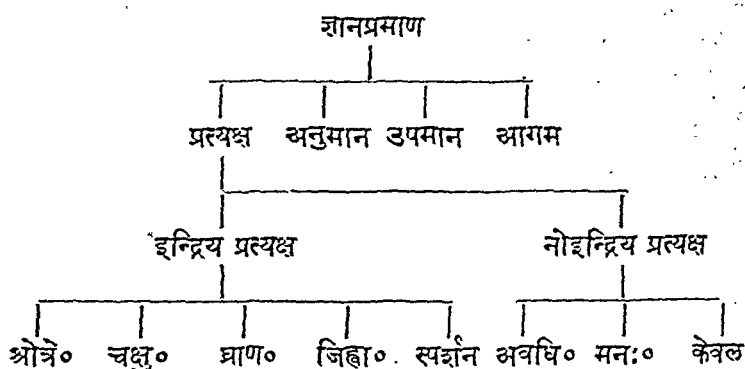 ज्ञानप्रमाण
प्रत्यक्ष अनुमान उपमान आगम
इन्द्रिय प्रत्यक्ष नोइन्द्रिय प्रत्यक्ष
श्रोत्रे० चक्षु० घ्राण० जिह्वा० स्पर्शन अवधि० मनः० केवल